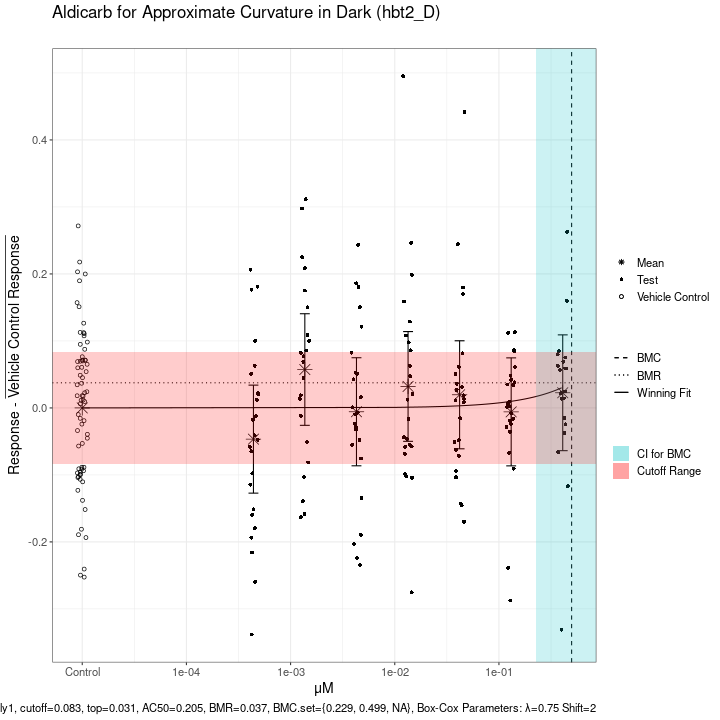 Aldicarb for Approximate Curvature in Dark (hbt2_D)
Response - Vehicle Control Response
0.4
0.2
0.0
-0.2
Control
1e-04
1e-03
1e-02
1e-01
μM
Mean
Test
Vehicle Control
BMC
BMR
Winning Fit
CI for BMC
Cutoff Range
ly1, cutoff=0.083, top=0.031, AC50=0.205, BMR=0.037, BMC.set={0.229, 0.499, NA}, Box-Cox Parameters: λ=0.75 Shift=2